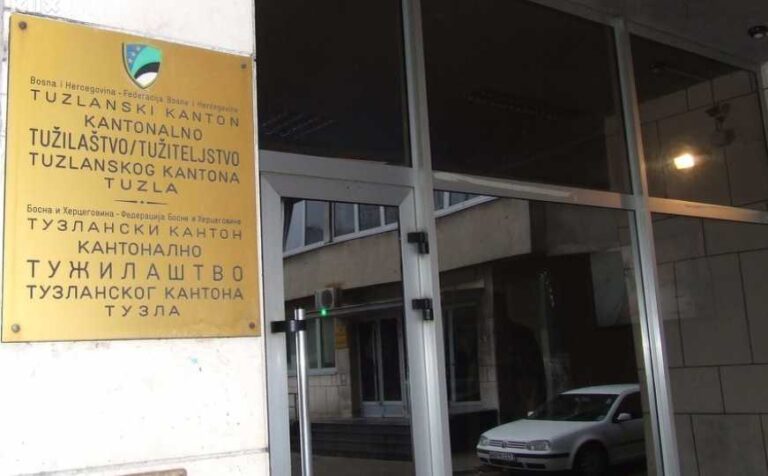 Bosna i Hercegovina - Federacija Bosne i Hercegovine
TUZLANSKI KANTON
KANTONALNO
TUŽILAŠTVO/TUŽITELJSTVO
TUZLANSKOG KANTONA
TUZLA
Босна и Херцеговина - Федерација Босне и Херцеговине
ТУЗЛАНСКИ КАНТОН
КАНТОНАЛНО
ТУЖИЛАШТВО
ТУЗЛАНСКОГ КАНТОНА
ТУЗЛА